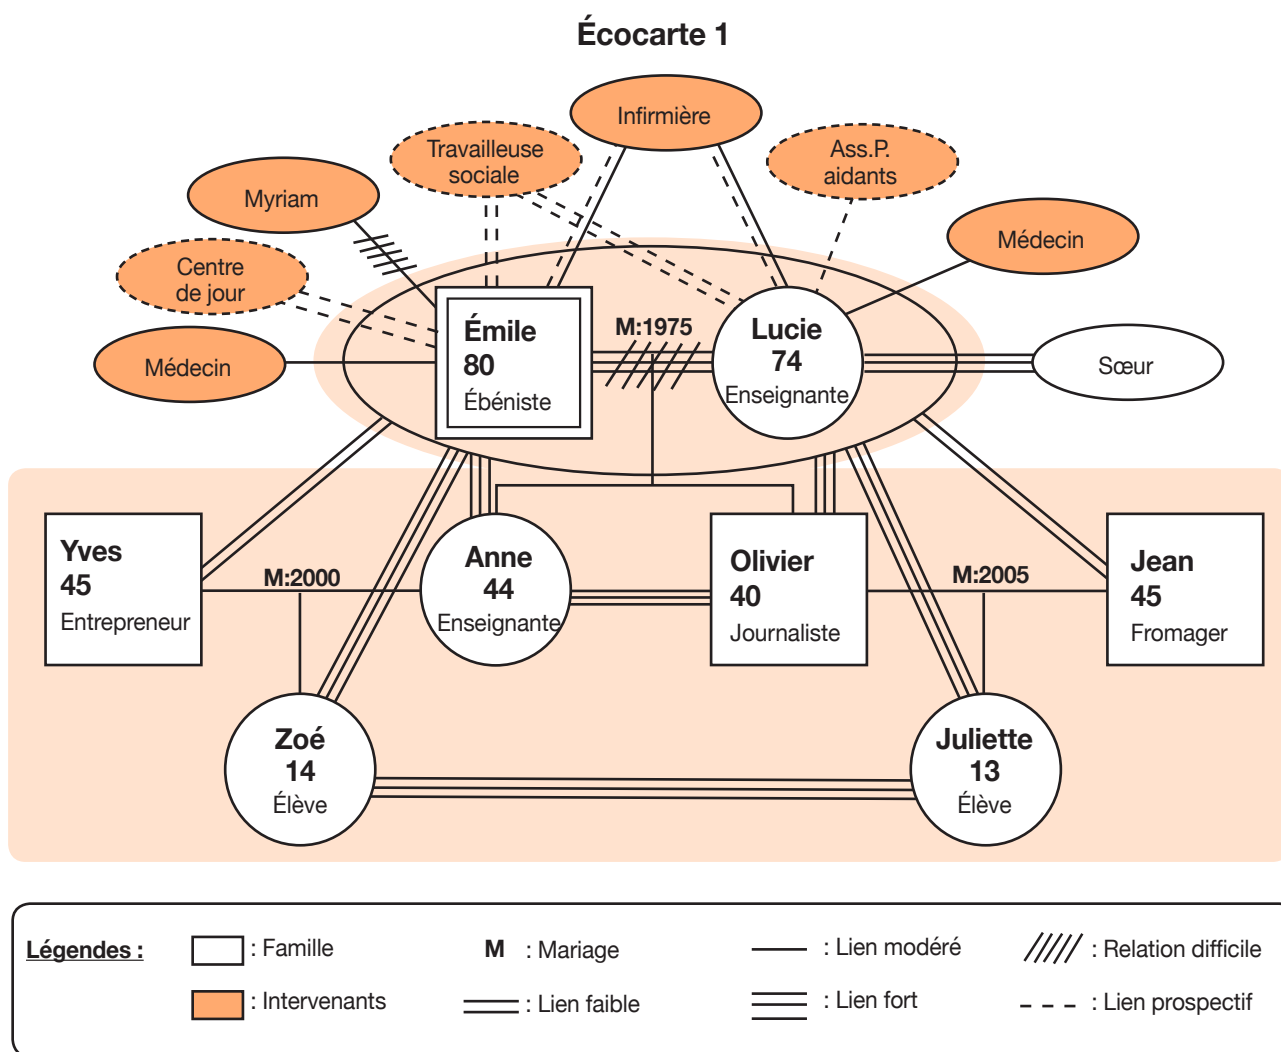 Écocarte 1
Infirmière
Travailleuse
sociale
Ass.P.
aidants
Myriam
Médecin
Centre
de jour
Médecin
Émile
80
Ébéniste
M:1975
Lucie
74
Enseignante
Sœur
Yves
45
Entrepreneur
M:2000
Anne
44
Enseignante
Olivier
40
Journaliste
M:2005
Jean
45
Fromager
Zoé
14
Élève
Juliette
13
Élève
Légendes :
: Famille
M : Mariage
: Lien modéré
: Relation difficile
: Intervenants
: Lien faible
: Lien fort
: Lien prospectif